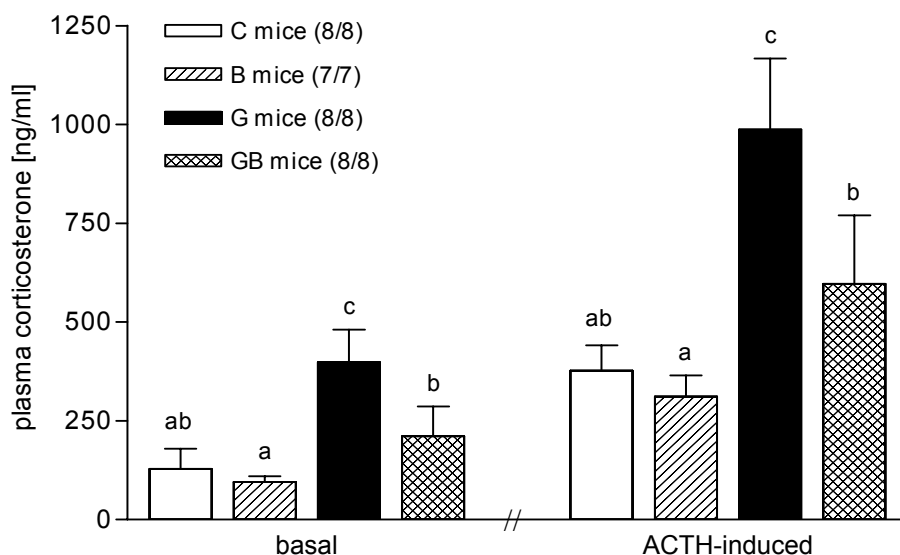 plasma corticosterone [ng/ml]
1250
1000
750
500
250
0
C mice (8/8)
B mice (7/7)
G mice (8/8)
GB mice (8/8)
ab
a
c
b
ab
a
c
b
basal
//
ACTH-induced